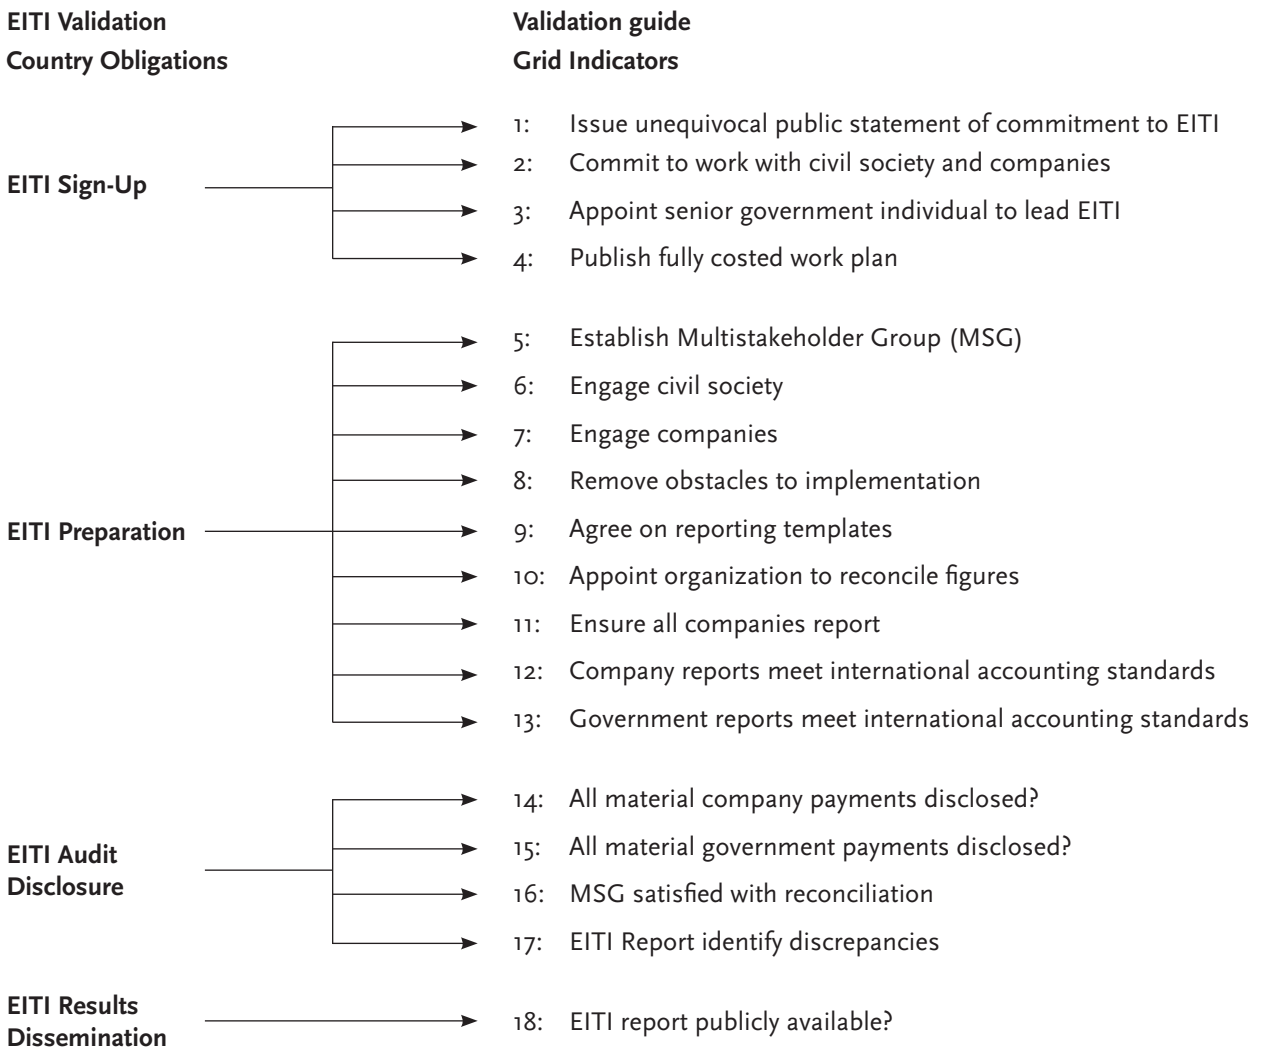 EITI Validation
Country Obligations
Validation guide
Grid Indicators
EITI Sign-Up
1: Issue unequivocal public statement of commitment to EITI
2: Commit to work with civil society and companies
3: Appoint senior government individual to lead EITI
4: Publish fully costed work plan
EITI Preparation
5: Establish Multistakeholder Group (MSG)
6: Engage civil society
7: Engage companies
8: Remove obstacles to implementation
9: Agree on reporting templates
10: Appoint organization to reconcile figures
11: Ensure all companies report
12: Company reports meet international accounting standards
13: Government reports meet international accounting standards
EITI Audit
Disclosure
14: All material company payments disclosed?
15: All material government payments disclosed?
16: MSG satisfied with reconciliation
17: EITI Report identify discrepancies
EITI Results
Dissemination
18: EITI report publicly available?